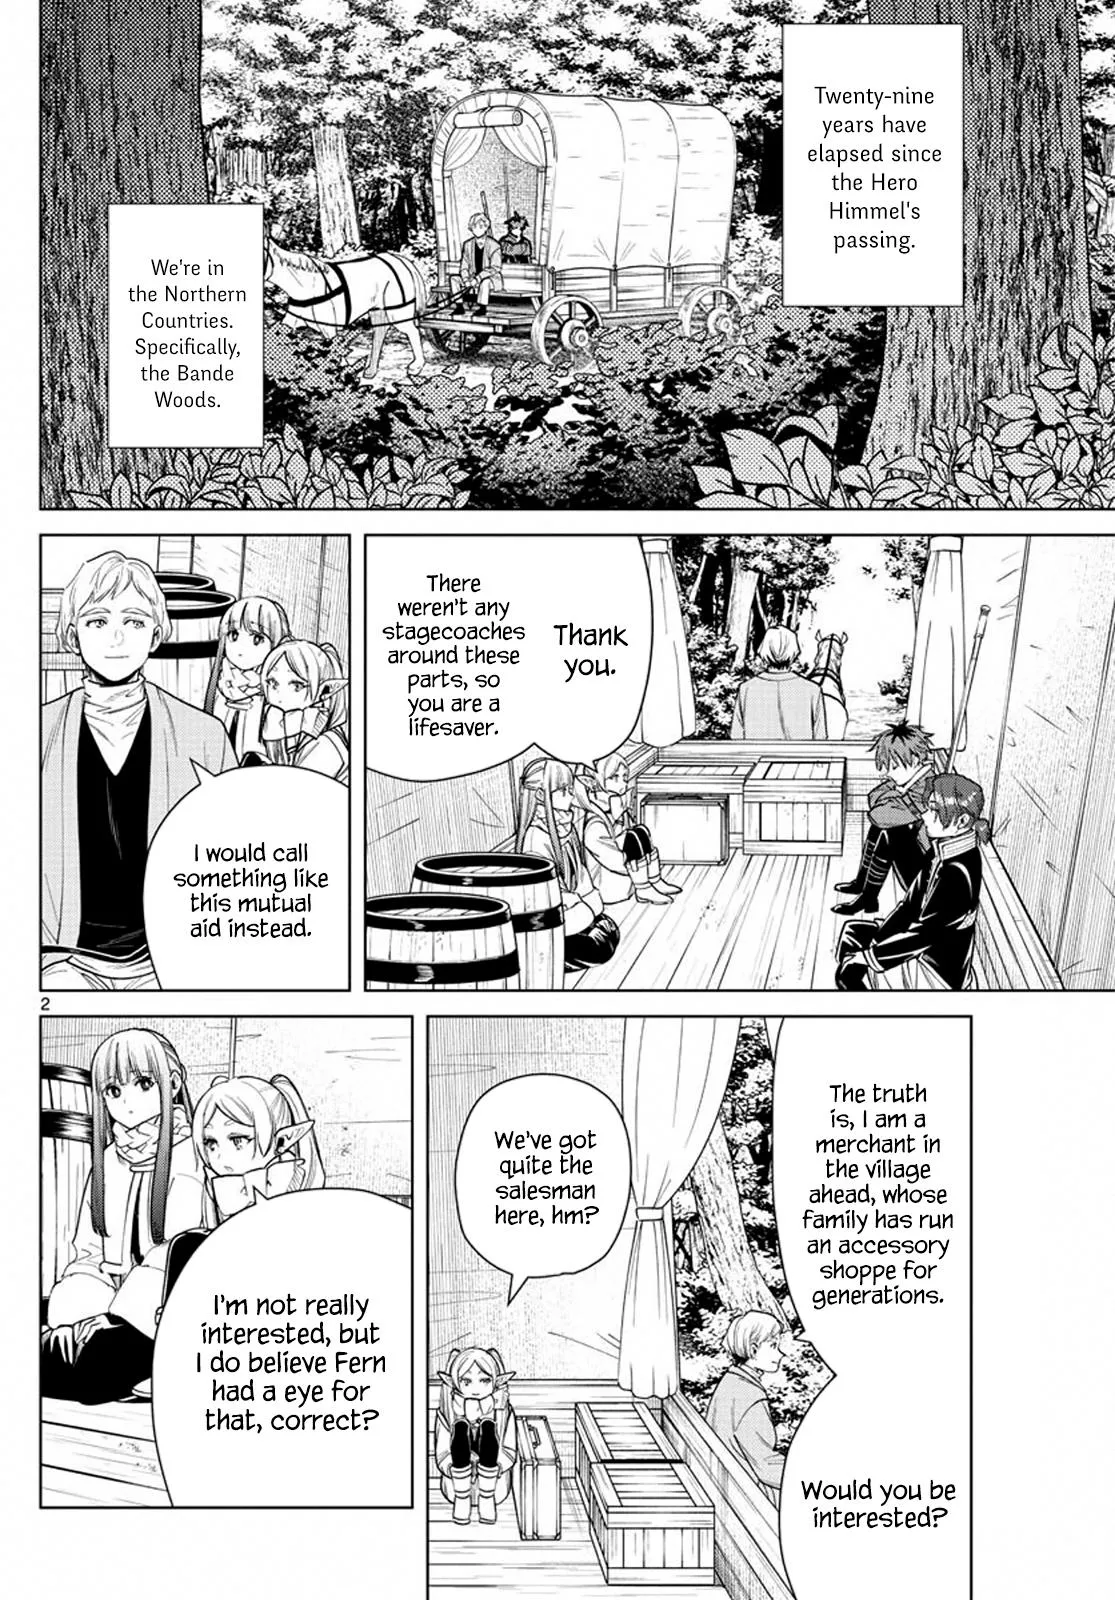 Twenty-nine
years have
elapsed since
the Hero
Himmel's
passing.
We're in
the Northern
Countries.
Specifically,
the Bande
Woods.
Thank
you.
There
weren't any
stagecoaches
around these
parts, so
you are a
lifesaver.
I would call
something like
this mutual
aid instead.
2
The truth
is, I am a
merchant in
the village
ahead, whose
family has run
an accessory
shoppe for
generations.
Would you be
interested?
We've got
quite the
salesman
here, hm?
I'm not really
interested, but
I do believe Fern
had a eye for
that, correct?